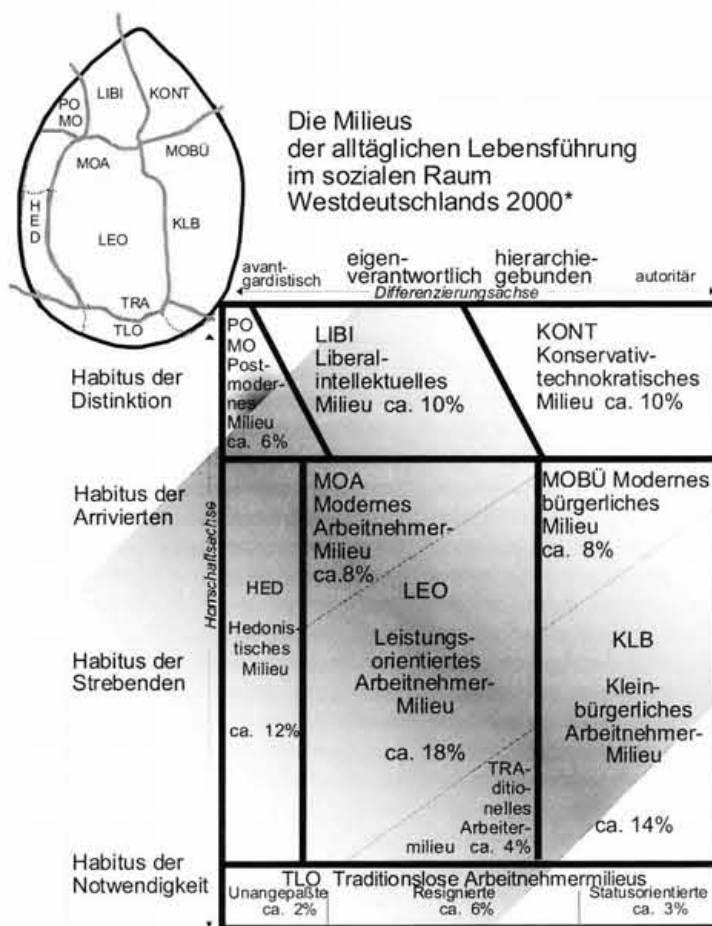 LIBI
KONT
PO
MO
MOA
MOBÜ
H
E
D
LEO
KLB
TRA
TLO
Die Milieus
der alltäglichen Lebensführung
im sozialen Raum
Westdeutschlands 2000*
avant-
gardistisch
eigen-
verantwortlich
hierarchie-
gebunden
autoritär
Differenzierungsachse
Herrschaftsachse
Habitus der
Distinktion
PO
MO
Post-
moder-
nes
Milieu
ca. 6%
LIBI
Liberal-
intellektuelles
Milieu ca. 10%
KONT
Konservativ-
technokratisches
Milieu ca. 10%
Habitus der
Arrivierten
MOA
Modernes
Arbeitnehmer-
Milieu
ca.8%
MOBÜ Modernes
bürgerliches
Milieu
ca. 8%
Habitus der
Strebenden
HED
Hedonis-
tisches
Milieu
ca. 12%
LEO
Leistungs-
orientiertes
Arbeitnehmer-
Milieu
ca. 18%
KLB
Klein-
bürgerliches
Arbeitnehmer-
Milieu
ca. 14%
TRA-
ditio-
nelles
Arbeiter-
milieu ca. 4%
Habitus der
Notwendigkeit
TLO Traditionslose Arbeitnehmermilieus
Unangepaßte
ca. 2%
Resignierte
ca. 6%
Statusorientierte
ca. 3%